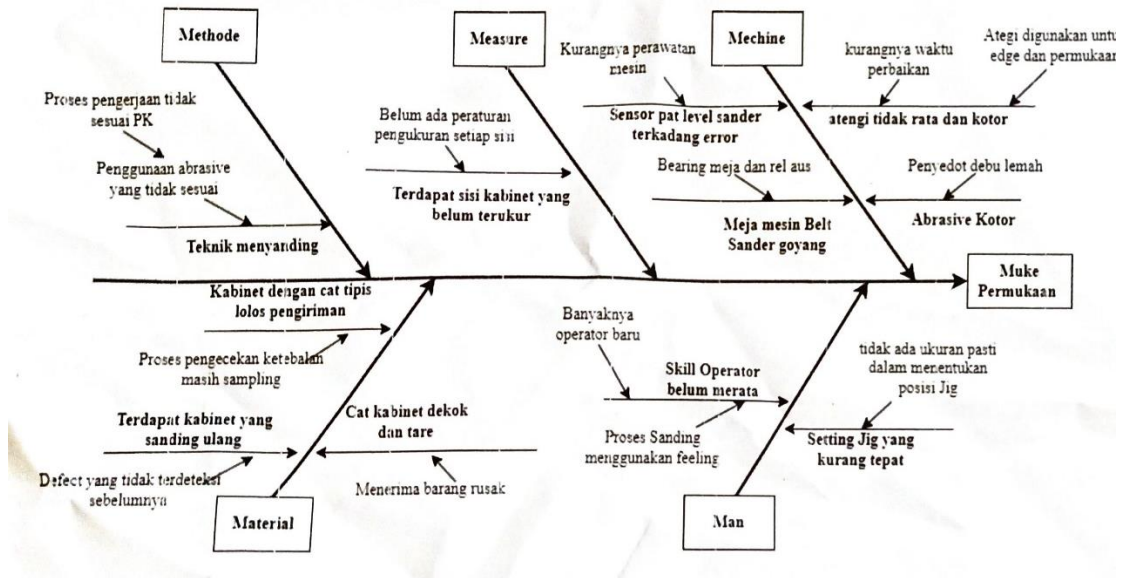 Methode
Measure
Mechine
Proses pengerjaan tidak
sesuai PK
Penggunaan abrasive
yang tidak sesuai
Teknik menyanding
Belum ada peraturan
pengukuran setiap sisi
Terdapat sisi kabinet yang
belum terukur
Kurangnya perawatan
mesin
Sensor pat level sander
terkadang error
kurangnya waktu
perbaikan
Ategi digunakan untu
edge dan permukaan
atengi tidak rata dan kotor
Bearing meja dan rel aus
Meja mesin Belt
Sander goyang
Penyedot debu lemah
Abrasive Kotor
Muke
Permukaan
Kabinet dengan cat tipis
lolos pengiriman
Proses pengecekan ketebalan
masih sampling
Terdapat kabinet yang
sanding ulang
Defect yang tidak terdeteksi
sebelumnya
Cat kabinet dekok
dan tare
Menerima barang rusak
Material
Banyaknya
operator baru
Skill Operator
belum merata
Proses Sanding
menggunakan feeling
tidak ada ukuran pasti
dalam menentukan
posisi Jig
Setting Jig yang
kurang tepat
Man